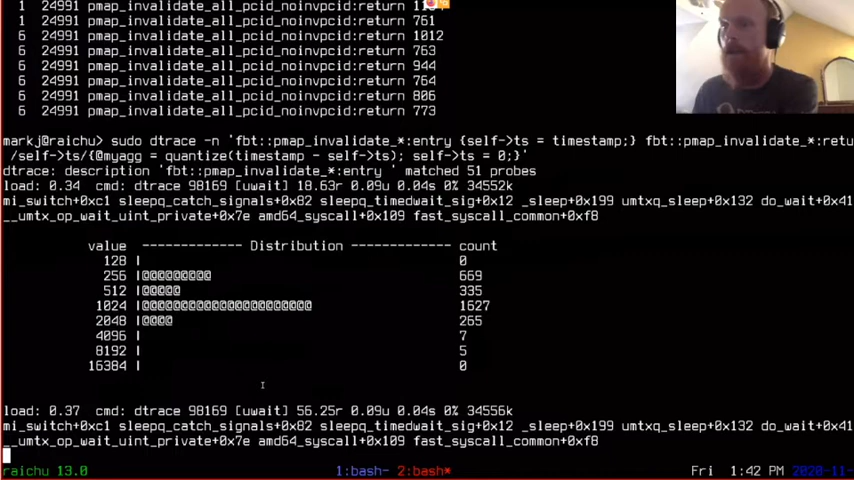 1 24991 pmap_invalidate_all_pcid_noinvpcid:return
1 24991 pmap_invalidate_all_pcid_noinvpcid:return 761
6 24991 pmap_invalidate_all_pcid_noinvpcid:return 1012
6 24991 pmap_invalidate_all_pcid_noinvpcid:return 763
6 24991 pmap_invalidate_all_pcid_noinvpcid:return 944
6 24991 pmap_invalidate_all_pcid_noinvpcid:return 764
6 24991 pmap_invalidate_all_pcid_noinvpcid:return 806
6 24991 pmap_invalidate_all_pcid_noinvpcid:return 773
markj@raichu> sudo dtrace -n 'fbt::pmap_invalidate_*:entry {self->ts = timestamp;} fbt::pmap_invalidate_*:retu
/self->ts/{@myagg = quantize(timestamp - self->ts); self->ts = 0;}'
dtrace: description 'fbt::pmap_invalidate_*:entry ' matched 51 probes
load: 0.34 cmd: dtrace 98169 [uwait] 18.63r 0.09u 0.04s 0% 34552k
mi_switch+0xc1 sleepq_catch_signals+0x82 sleepq_timedwait_sig+0x12 _sleep+0x199 umtxq_sleep+0x132 do_wait+0x41
__umtx_op_wait_uint_private+0x7e amd64_syscall+0x109 fast_syscall_common+0xf8
value ------------- Distribution ------------- count
128 | 0
256 |@@@@@@@@@ 669
512 |@@@@@ 335
1024 |@@@@@@@@@@@@@@@@@@@@@@ 1627
2048 |@@@@ 265
4096 | 7
8192 | 5
16384 | 0
load: 0.37 cmd: dtrace 98169 [uwait] 56.25r 0.09u 0.04s 0% 34556k
mi_switch+0xc1 sleepq_catch_signals+0x82 sleepq_timedwait_sig+0x12 _sleep+0x199 umtxq_sleep+0x132 do_wait+0x41
__umtx_op_wait_uint_private+0x7e amd64_syscall+0x109 fast_syscall_common+0xf8
raichu 13.0 1:bash- 2:bash* Fri 1:42 PM 2020-11-